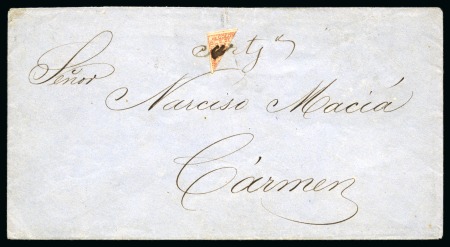 Señor
Narciso Maciá
Cármen